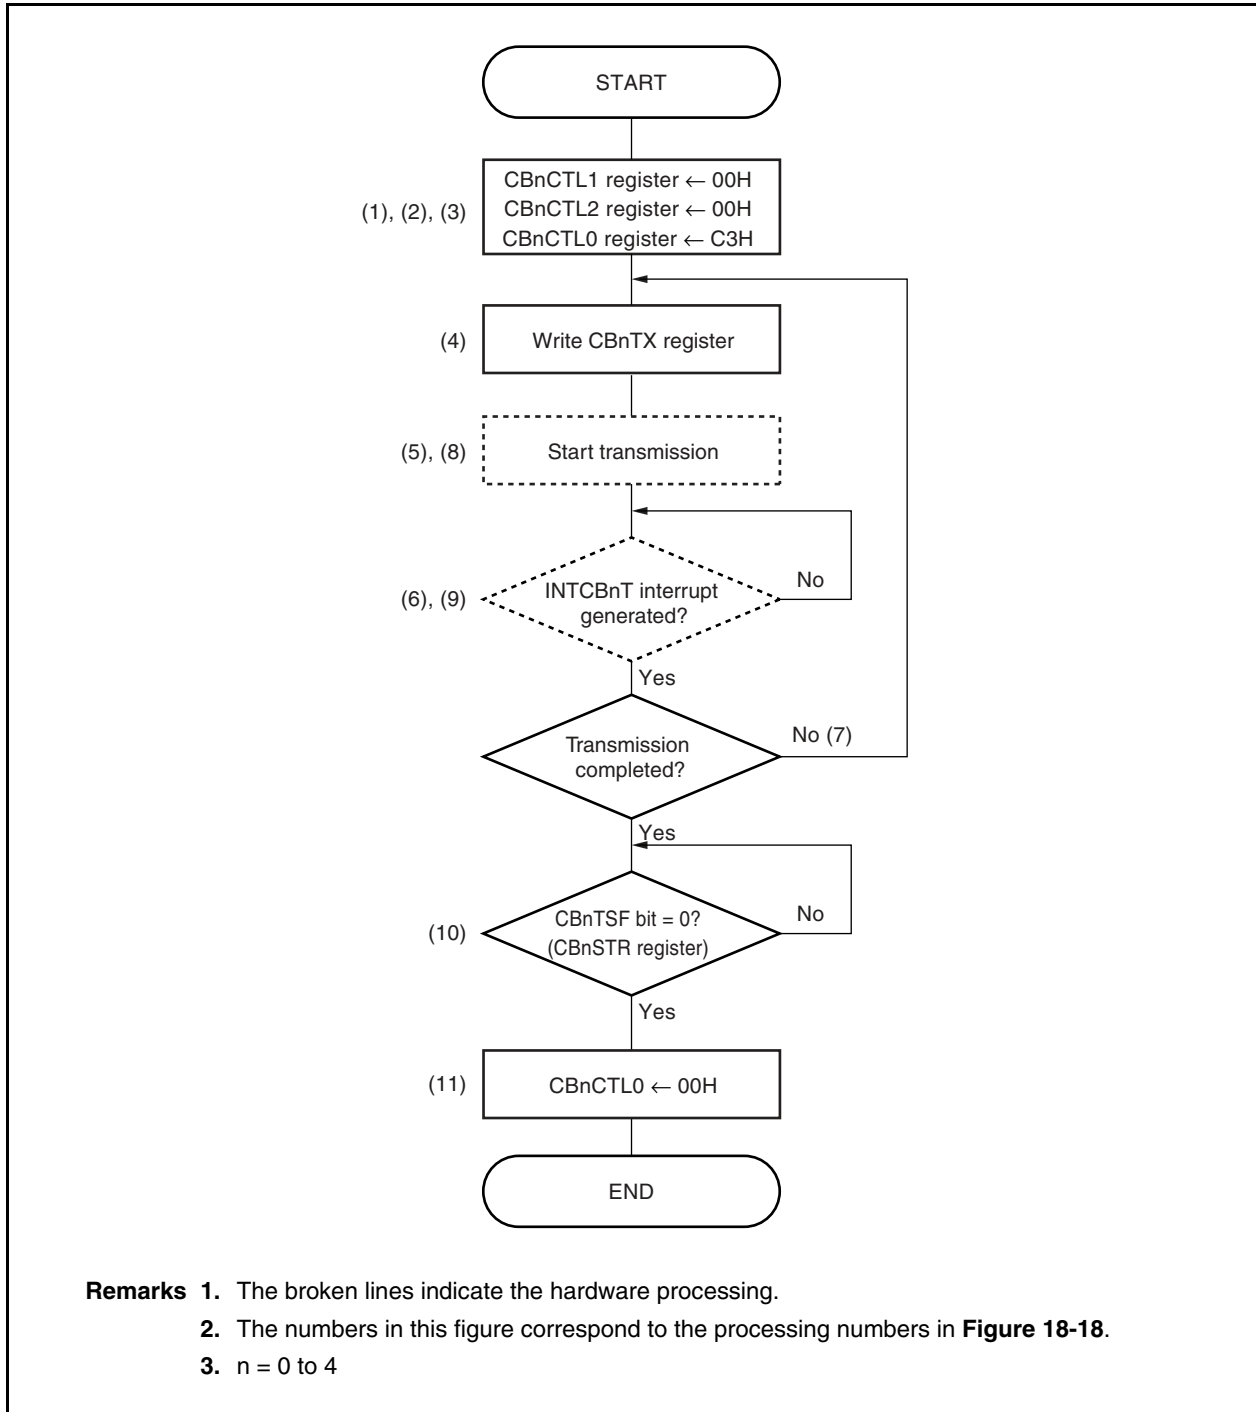 START
(1), (2), (3)
CBnCTL1 register ← 00H
CBnCTL2 register ← 00H
CBnCTL0 register ← C3H
(4)
Write CBnTX register
(5), (8)
Start transmission
(6), (9)
INTCBnT interrupt
generated?
No
Yes
Transmission
completed?
No (7)
Yes
(10)
CBnTSF bit = 0?
(CBnSTR register)
No
Yes
(11)
CBnCTL0 ← 00H
END
Remarks 1. The broken lines indicate the hardware processing.
2. The numbers in this figure correspond to the processing numbers in Figure 18-18.
3. n = 0 to 4